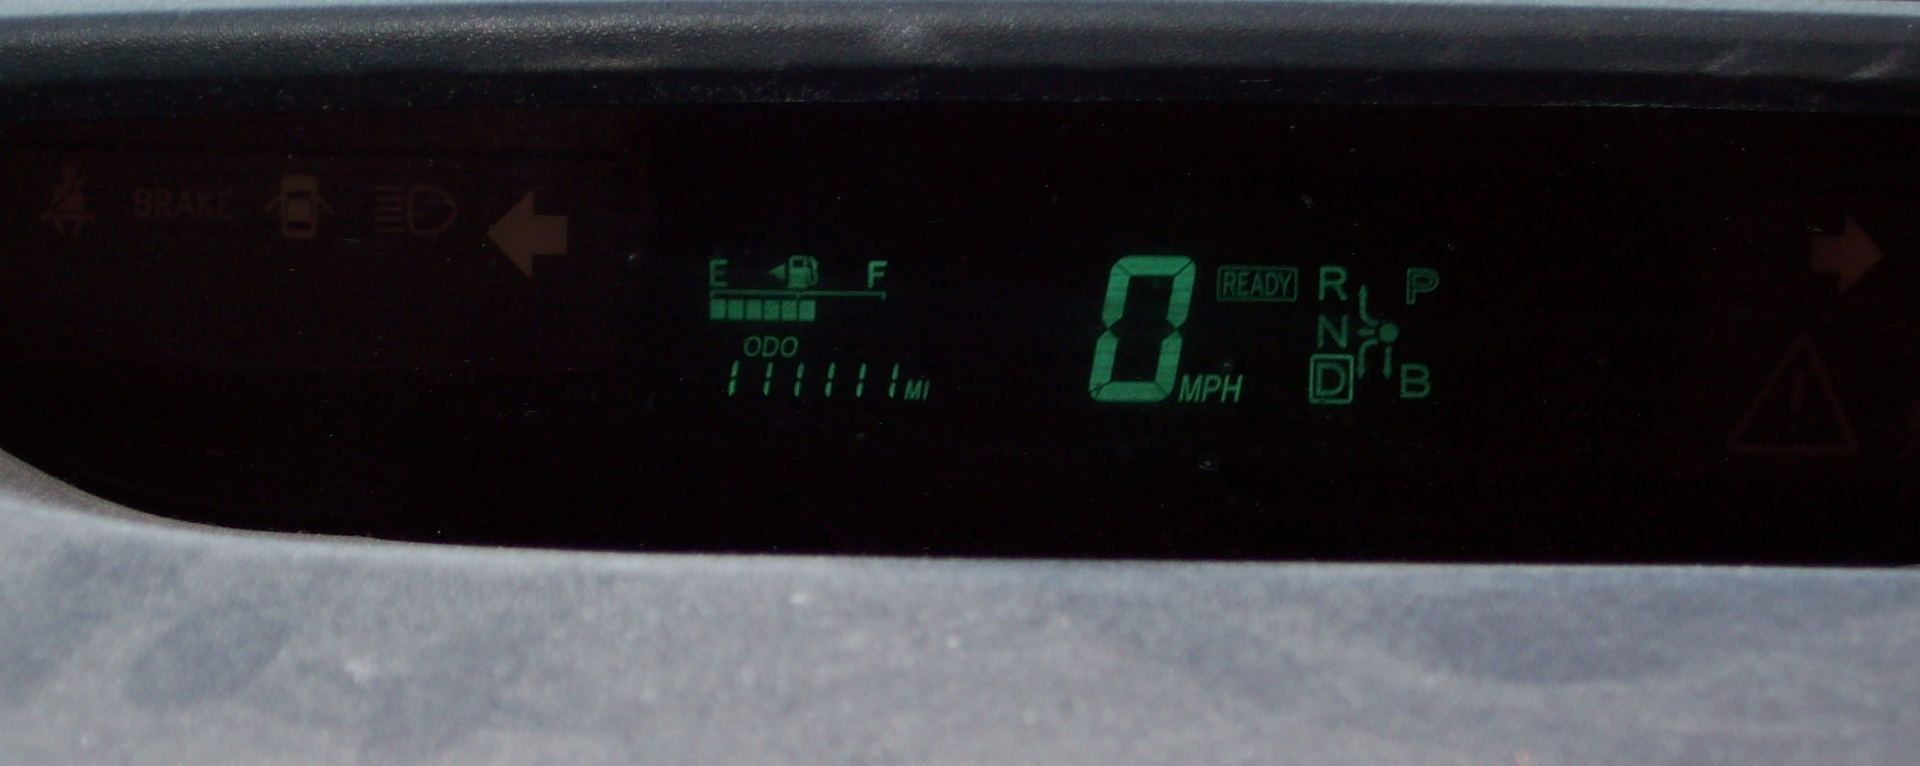 BRAKE
E F
ODO
111111 MI
0 MPH
READY
R P
N
D B